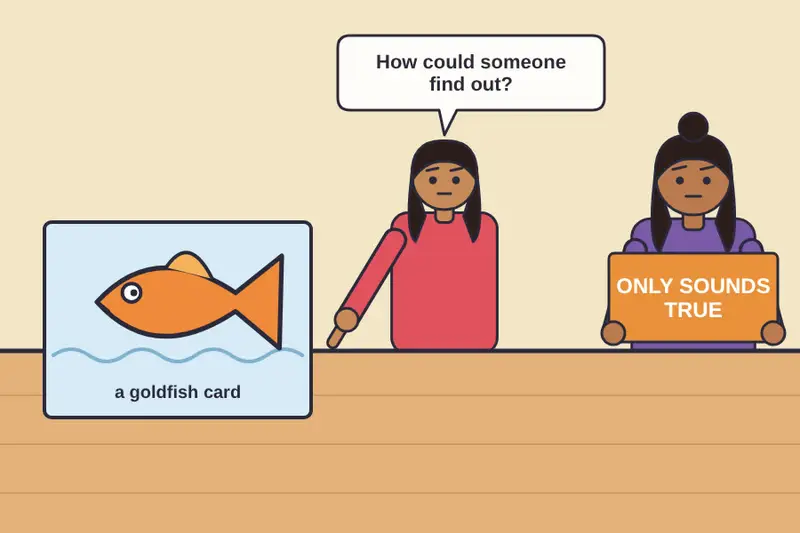 How could someone
find out?
ONLY SOUNDS
TRUE
a goldfish card